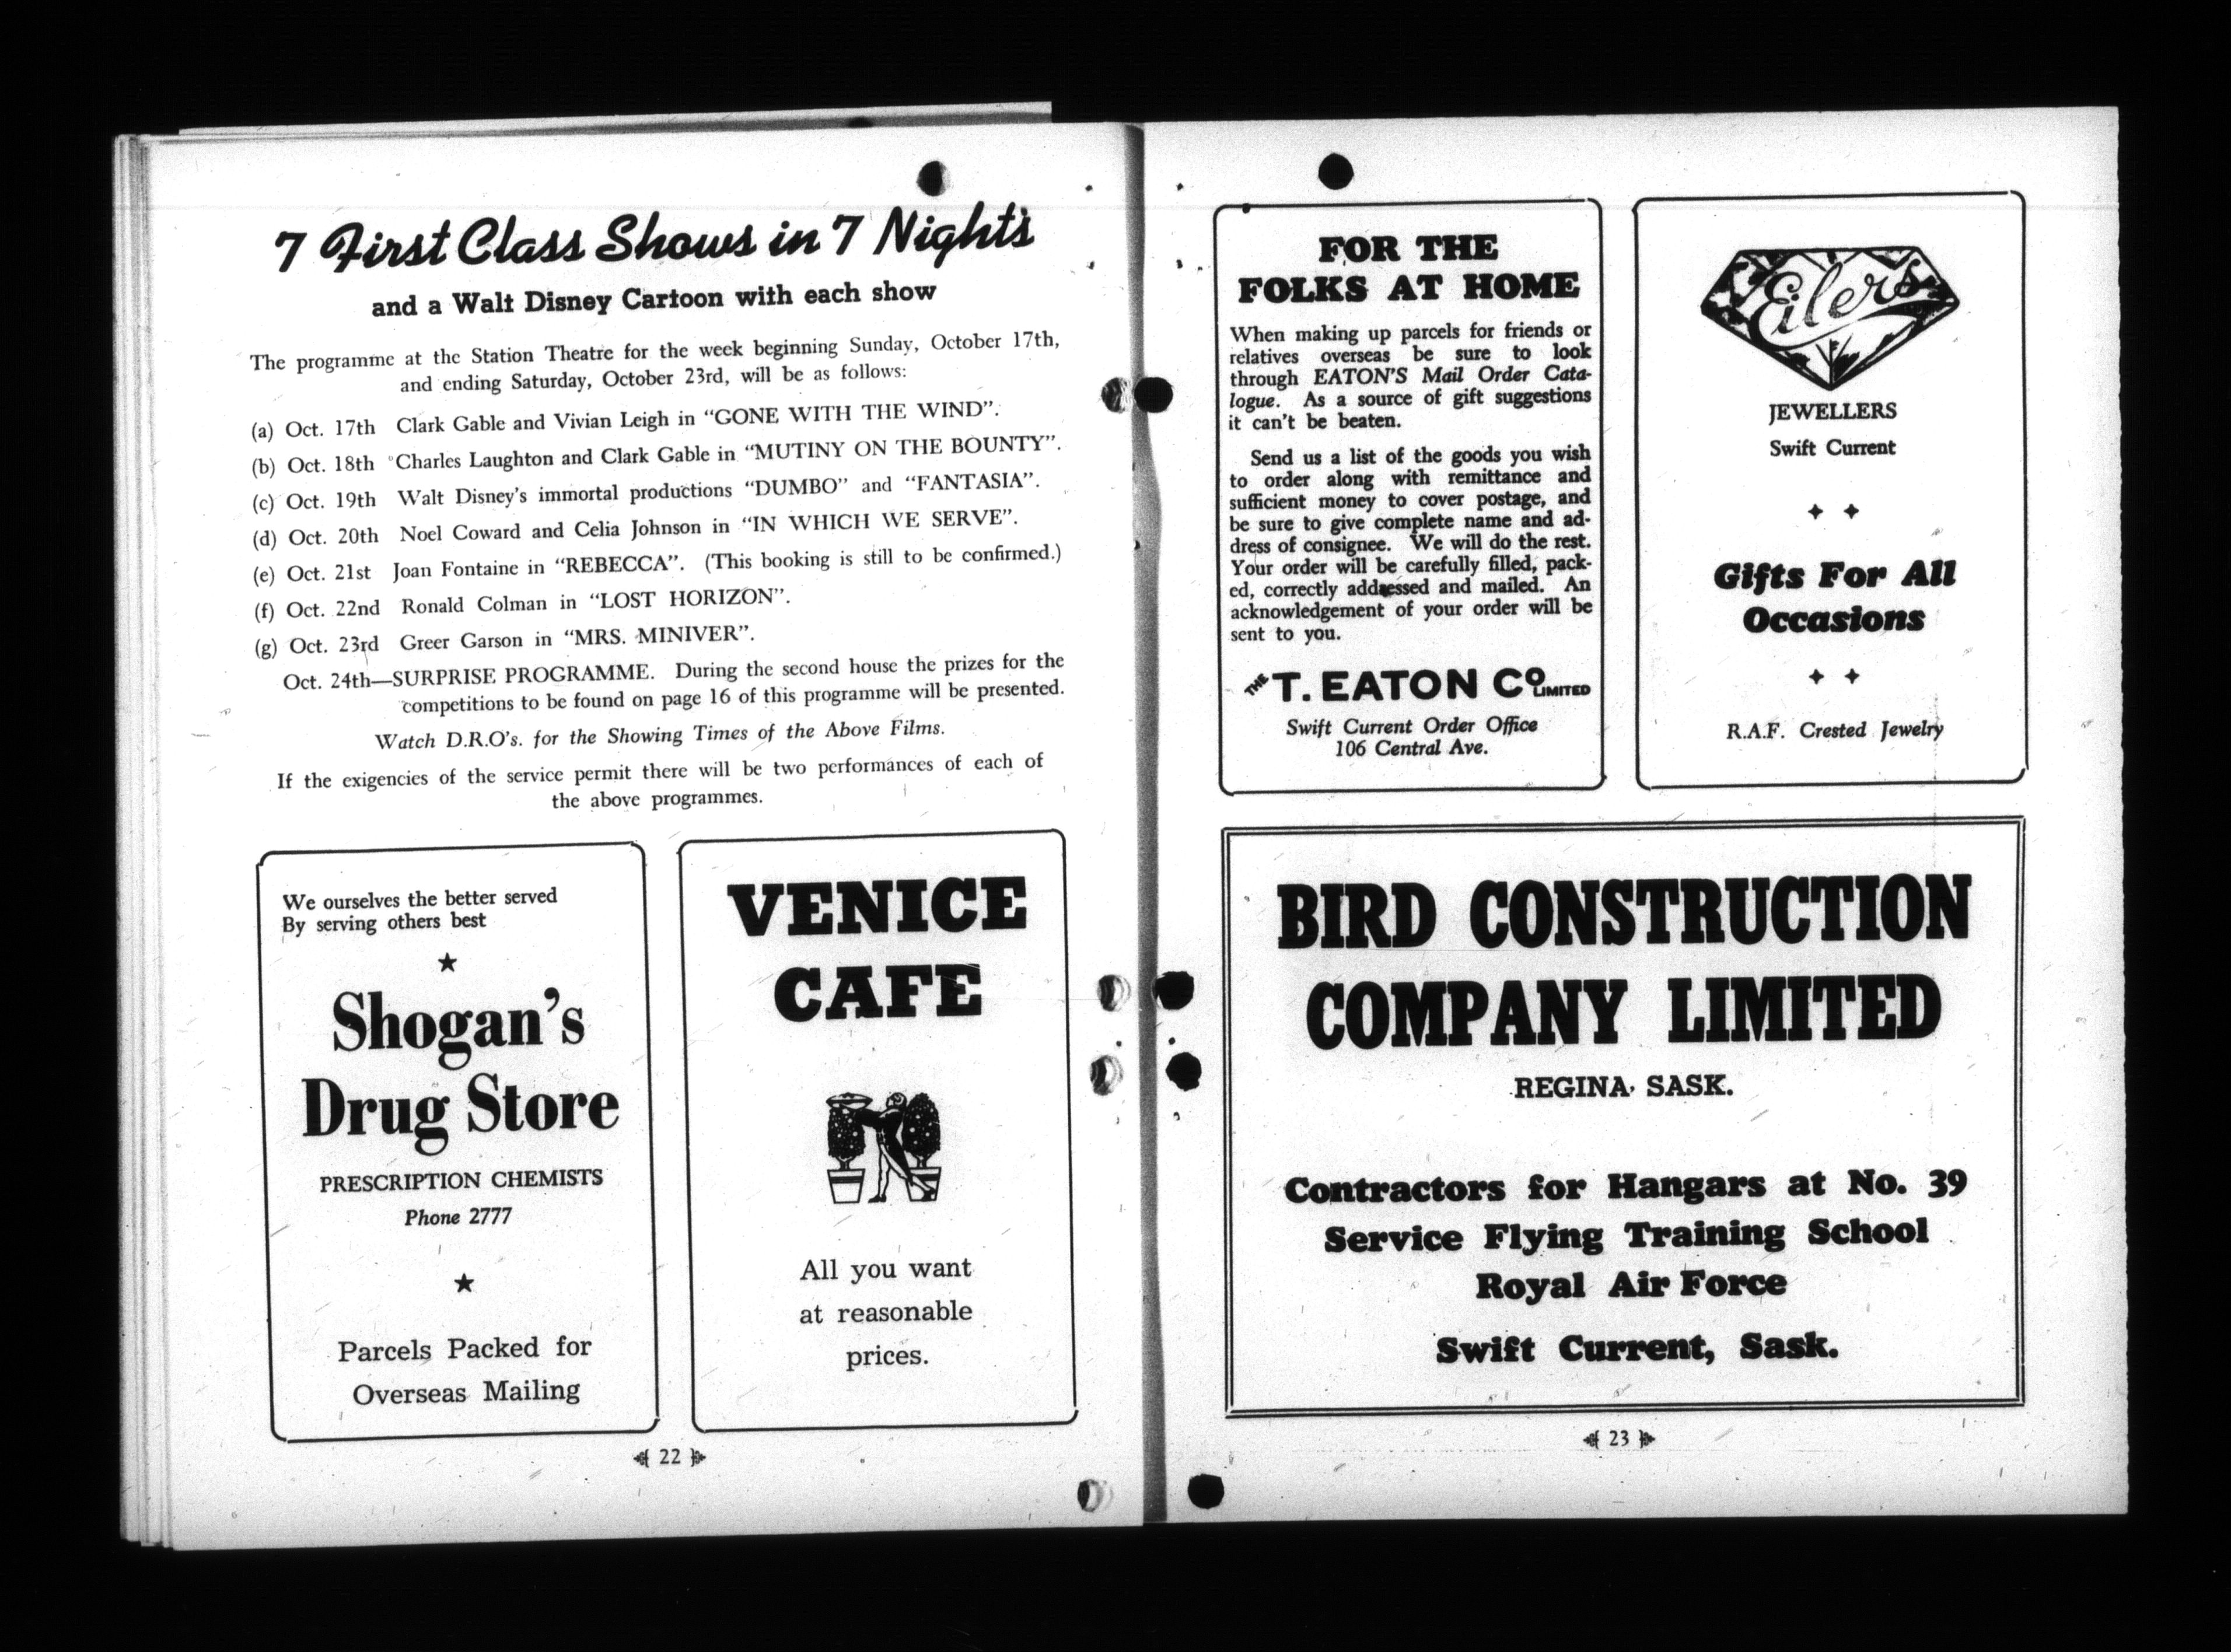 7 First Class Shows in 7 Nights
and a Walt Disney Cartoon with each show
The programme at the Station Theatre for the week beginning Sunday, October 17th,
and ending Saturday, October 23rd, will be as follows:
(a) Oct. 17th Clark Gable and Vivian Leigh in "GONE WITH THE WIND".
(b) Oct. 18th Charles Laughton and Clark Gable in "MUTINY ON THE BOUNTY".
(c) Oct. 19th Walt Disney's immortal productions "DUMBO" and "FANTASIA".
(d) Oct. 20th Noel Coward and Celia Johnson in "IN WHICH WE SERVE".
(e) Oct. 21st Joan Fontaine in "REBECCA". (This booking is still to be confirmed.)
(f) Oct. 22nd Ronald Colman in "LOST HORIZON".
(g) Oct. 23rd Greer Garson in "MRS. MINIVER".
Oct. 24th—SURPRISE PROGRAMME. During the second house the prizes for the
competitions to be found on page 16 of this programme will be presented.
Watch D.R.O's. for the Showing Times of the Above Films.
If the exigencies of the service permit there will be two performances of each of
the above programmes.
We ourselves the better served
By serving others best
Shogan's
Drug Store
PRESCRIPTION CHEMISTS
Phone 2777
Parcels Packed for
Overseas Mailing
VENICE
CAFE
All you want
at reasonable
prices.
22
FOR THE
FOLKS AT HOME
When making up parcels for friends or
relatives overseas be sure to look
through EATON'S Mail Order Cata-
logue. As a source of gift suggestions
it can't be beaten.
Send us a list of the goods you wish
to order along with remittance and
sufficient money to cover postage, and
be sure to give complete name and ad-
dress of consignee. We will do the rest.
Your order will be carefully filled, pack-
ed, correctly addressed and mailed. An
acknowledgement of your order will be
sent to you.
THE T. EATON CO LIMITED
Swift Current Order Office
106 Central Ave.
Eilers
JEWELLERS
Swift Current
Gifts For All
Occasions
R.A.F. Crested Jewelry
BIRD CONSTRUCTION
COMPANY LIMITED
REGINA, SASK.
Contractors for Hangars at No. 39
Service Flying Training School
Royal Air Force
Swift Current, Sask.
23